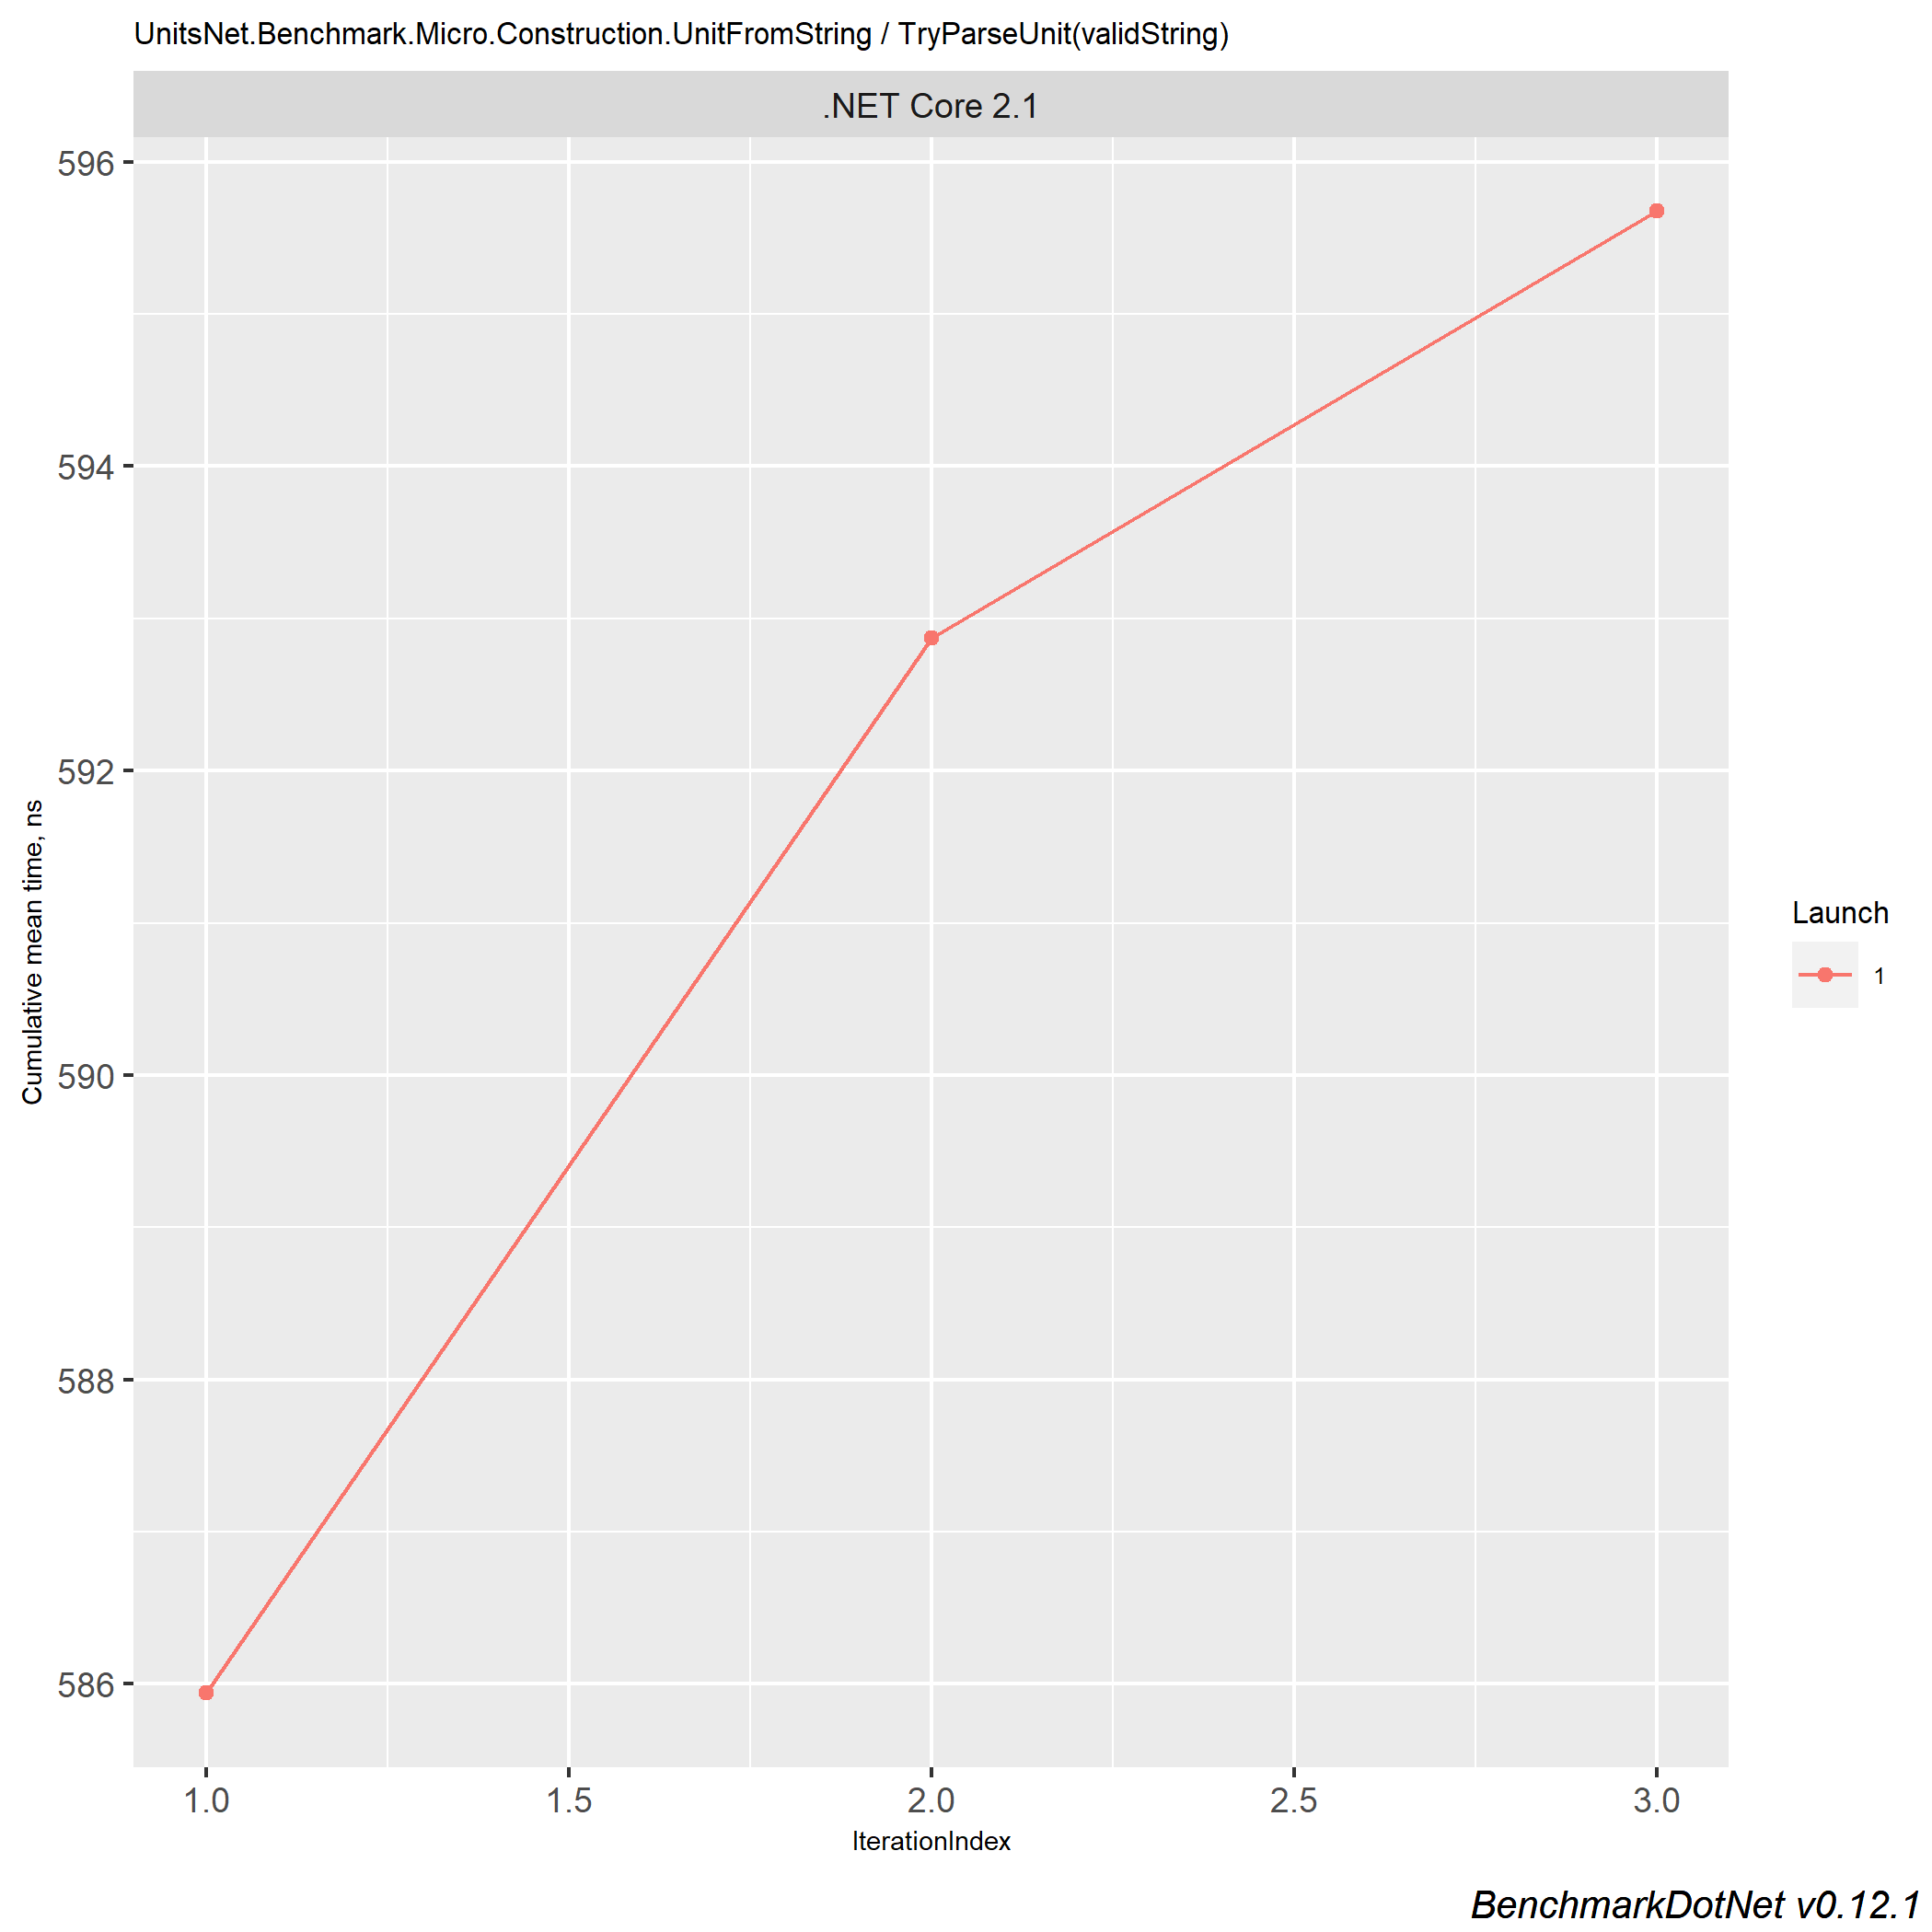 UnitsNet.Benchmark.Micro.Construction.UnitFromString / TryParseUnit(validString)
.NET Core 2.1
596
594
592
590
588
586
Cumulative mean time, ns
1.0
1.5
2.0
2.5
3.0
IterationIndex
Launch
1
BenchmarkDotNet v0.12.1